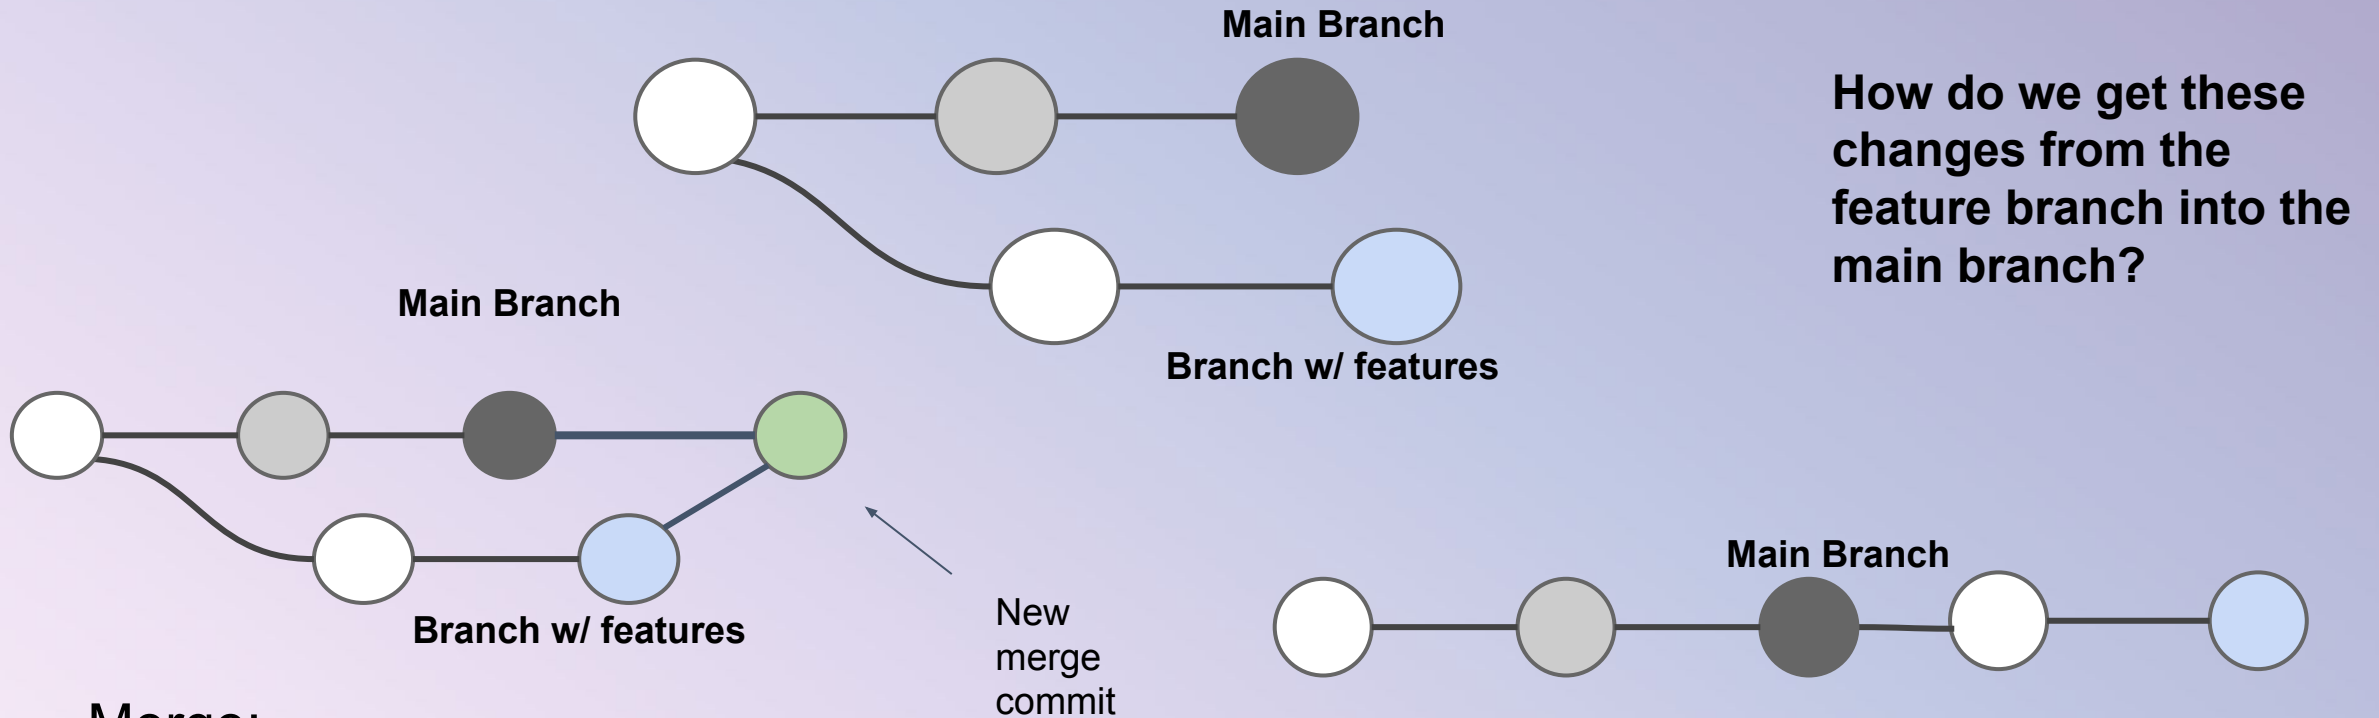 Main Branch
How do we get these
changes from the
feature branch into the
main branch?
Main Branch
Branch w/ features
Main Branch
Branch w/ features
New
merge
commit
Merge: